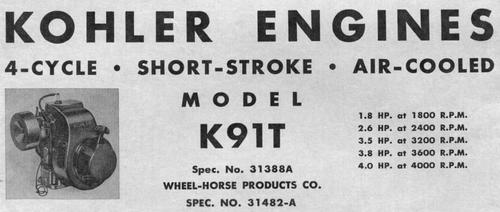 KOHLER ENGINES
4-CYCLE • SHORT-STROKE • AIR-COOLED
MODEL
K91T
Spec. No. 31388A
WHEEL-HORSE PRODUCTS CO.
SPEC. NO. 31482-A
1.8 HP. at 1800 R.P.M.
2.6 HP. at 2400 R.P.M.
3.5 HP. at 3200 R.P.M.
3.8 HP. at 3600 R.P.M.
4.0 HP. at 4000 R.P.M.